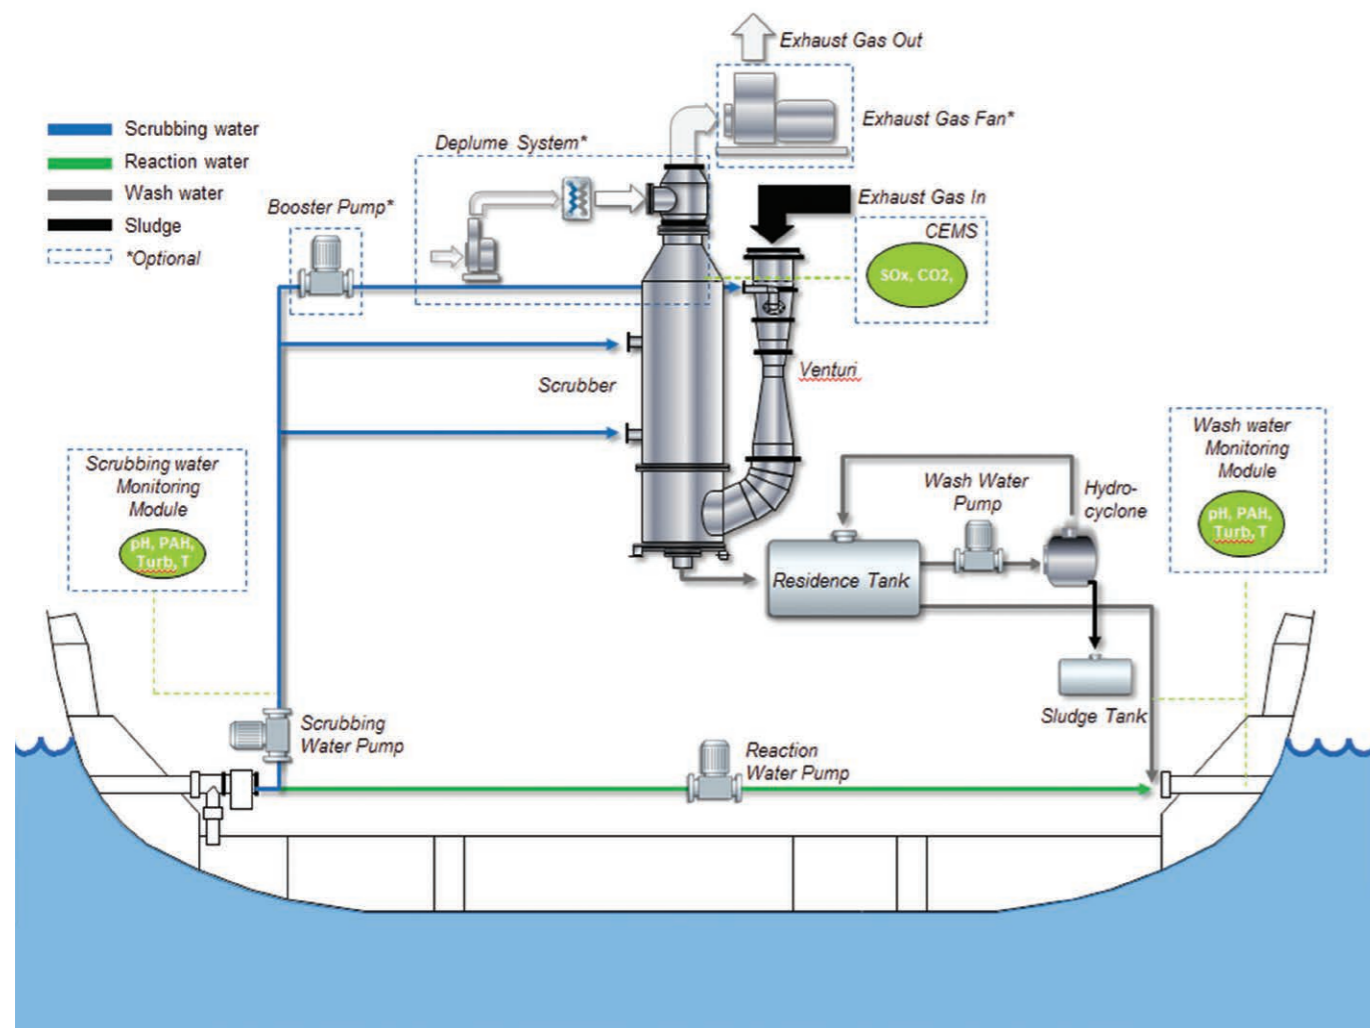 Exhaust Gas Out
Scrubbing water
Reaction water
Wash water
Sludge
*Optional
Deplume System*
Exhaust Gas Fan*
Booster Pump*
Exhaust Gas In
CEMS
SOx, CO2,
Venturi
Scrubber
Scrubbing water
Monitoring
Module
pH, PAH,
Turb, T
Wash Water
Pump
Hydro-
cyclone
Wash water
Monitoring
Module
pH, PAH,
Turb, T
Residence Tank
Sludge Tank
Scrubbing
Water Pump
Reaction
Water Pump